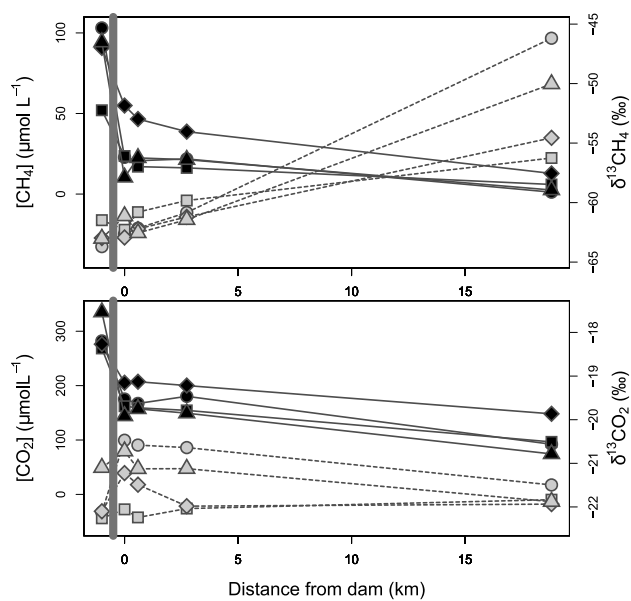 100
50
0
[CH₄] (μmol L⁻¹)
−45
−50
−55
−60
−65
δ¹³CH₄ (‰)
0 5 10 15
300
200
100
0
[CO₂] (μmolL⁻¹)
−18
−19
−20
−21
−22
δ¹³CO₂ (‰)
0 5 10 15
Distance from dam (km)